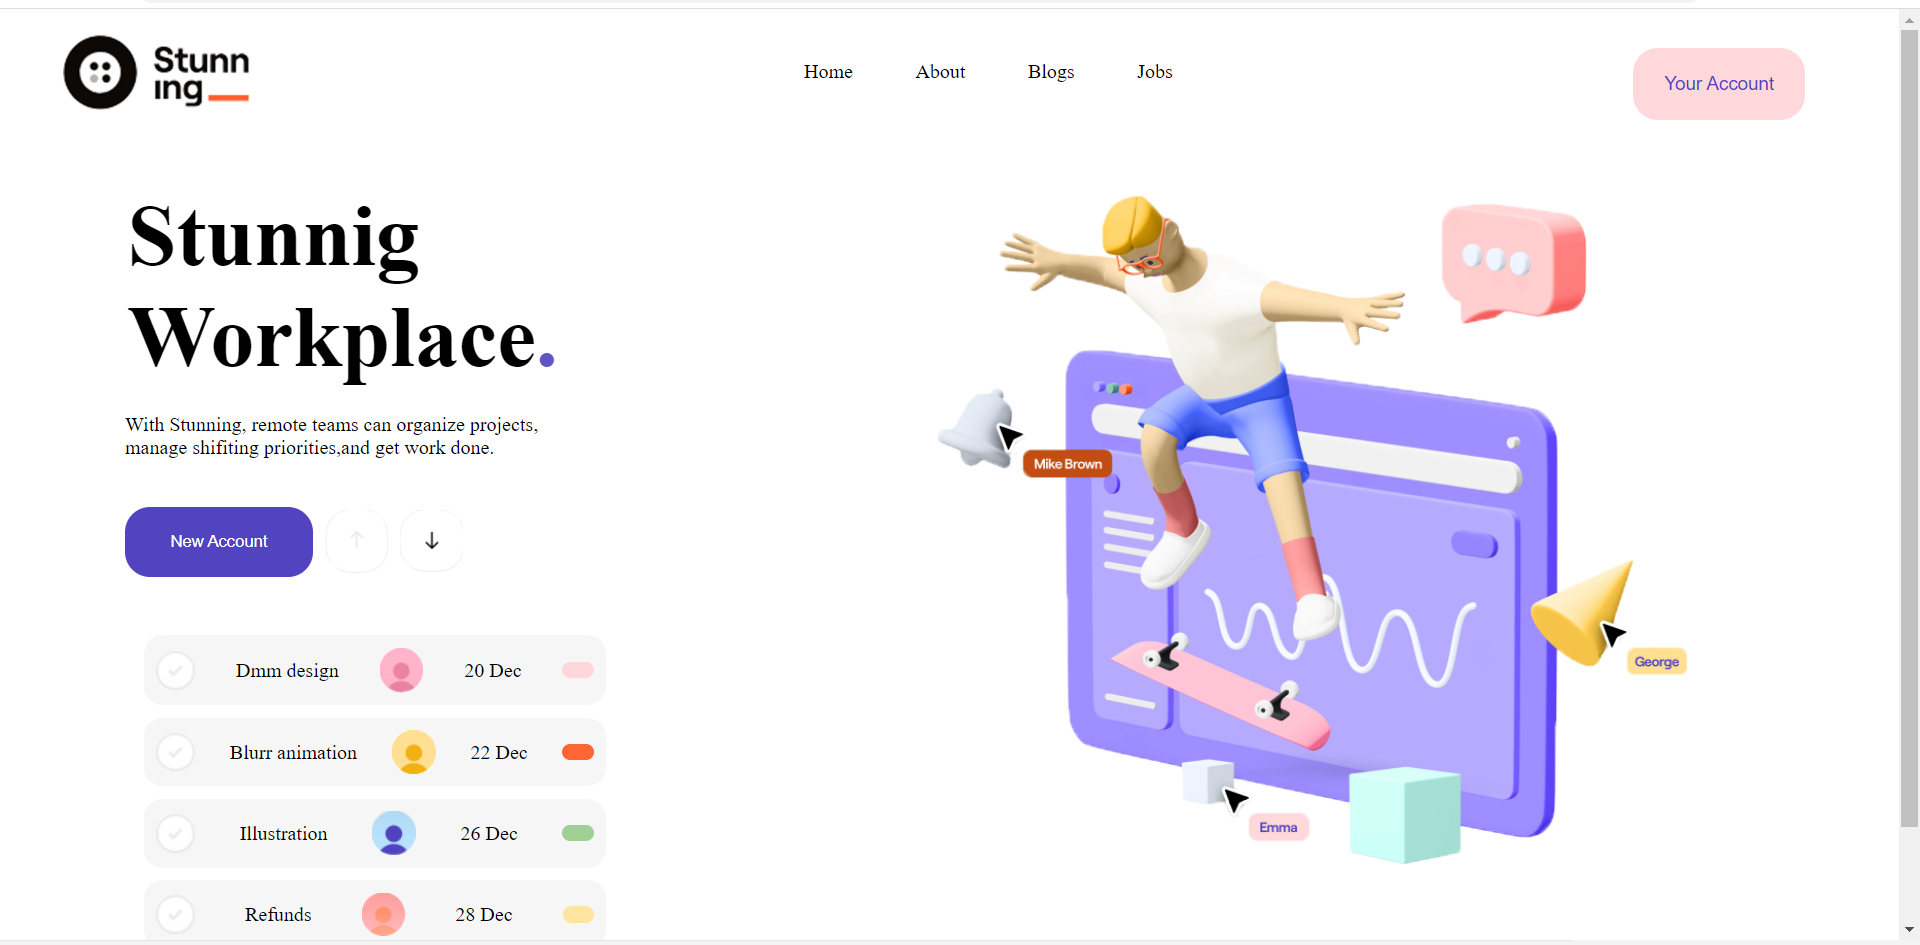 Stunn
ing
Home
About
Blogs
Jobs
Your Account
Stunnig
Workplace.
With Stunning, remote teams can organize projects,
manage shifiting priorities,and get work done.
New Account
Dmm design
20 Dec
Blurr animation
22 Dec
Illustration
26 Dec
Refunds
28 Dec
Mike Brown
George
Emma